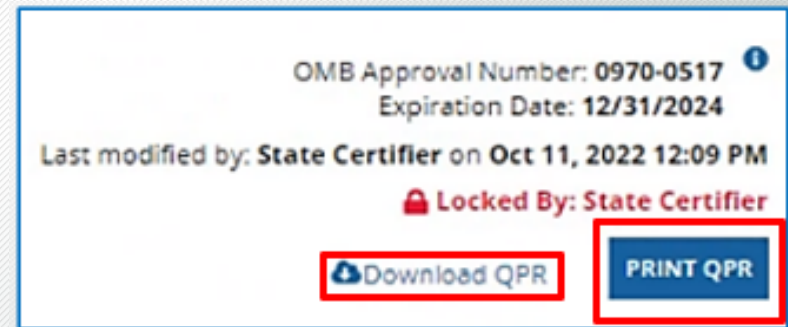 OMB Approval Number: 0970-0517
Expiration Date: 12/31/2024
Last modified by: State Certifier on Oct 11, 2022 12:09 PM
Locked By: State Certifier
Download QPR
PRINT QPR